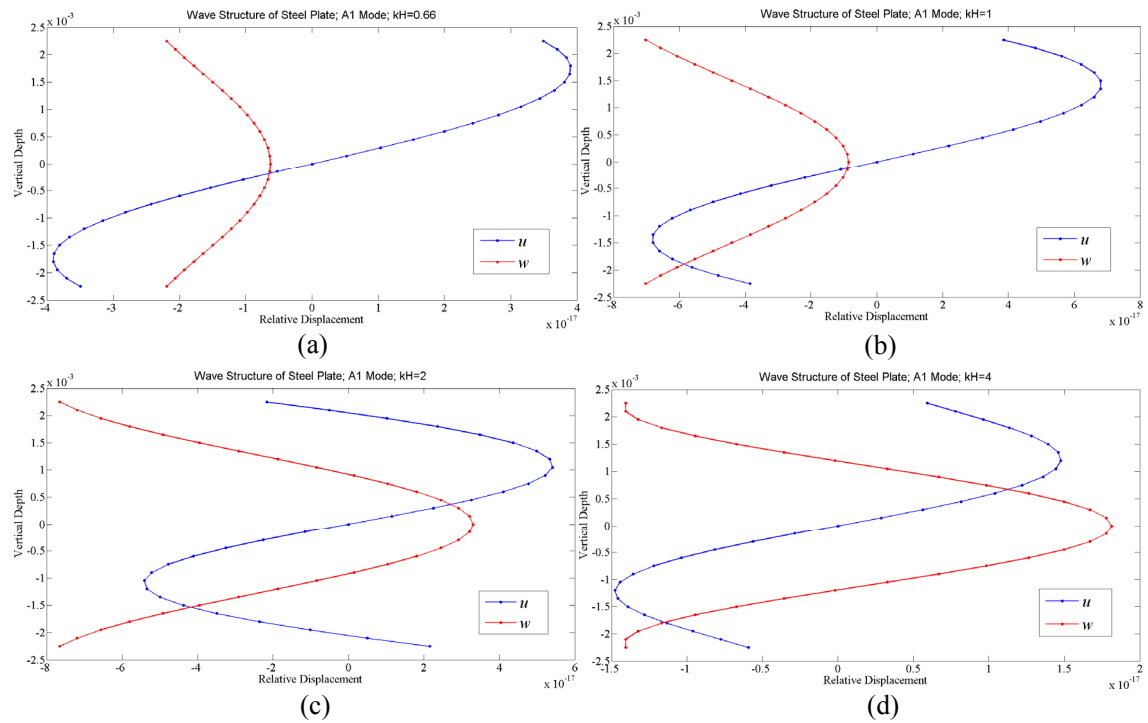 Wave Structure of Steel Plate; A1 Mode; kH=0.66
x 10⁻³
2.5
2
1.5
1
0.5
0
-0.5
-1
-1.5
-2
-2.5
Vertical Depth
u
w
-4 -3 -2 -1 0 1 2 3 4
Relative Displacement
x 10⁻¹⁷
(a)
Wave Structure of Steel Plate; A1 Mode; kH=1
x 10⁻³
2.5
2
1.5
1
0.5
0
-0.5
-1
-1.5
-2
-2.5
Vertical Depth
u
w
-8 -6 -4 -2 0 2 4 6 8
Relative Displacement
x 10⁻¹⁷
(b)
Wave Structure of Steel Plate; A1 Mode; kH=2
x 10⁻³
2.5
2
1.5
1
0.5
0
-0.5
-1
-1.5
-2
-2.5
Vertical Depth
u
w
-8 -6 -4 -2 0 2 4 6
Relative Displacement
x 10⁻¹⁷
(c)
Wave Structure of Steel Plate; A1 Mode; kH=4
x 10⁻³
2.5
2
1.5
1
0.5
0
-0.5
-1
-1.5
-2
-2.5
Vertical Depth
u
w
-1.5 -1 -0.5 0 0.5 1 1.5 2
Relative Displacement
x 10⁻¹⁷
(d)